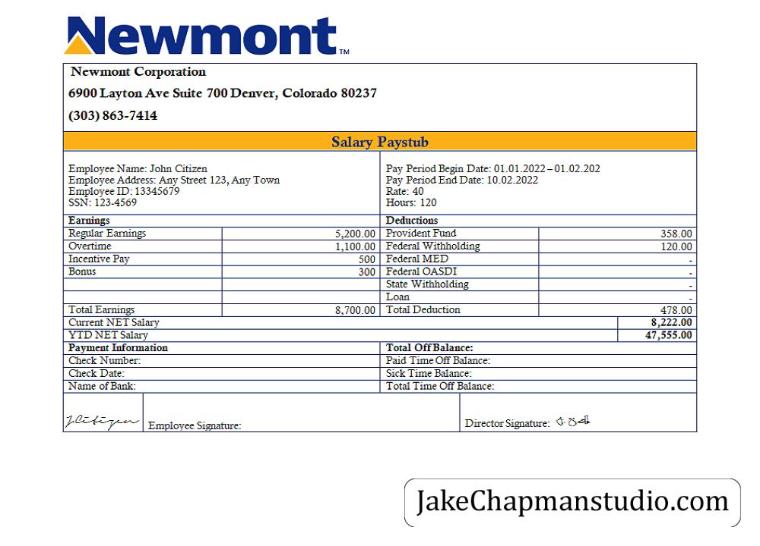 Newmont™
Newmont Corporation
6900 Layton Ave Suite 700 Denver, Colorado 80237
(303) 863-7414
Salary Paystub
Employee Name: John Citizen
Employee Address: Any Street 123, Any Town
Employee ID: 13345679
SSN: 123-4569
Pay Period Begin Date: 01.01.2022 – 01.02.202
Pay Period End Date: 10.02.2022
Rate: 40
Hours: 120
Earnings Deductions
Regular Earnings 5,200.00 Provident Fund 358.00
Overtime 1,100.00 Federal Withholding 120.00
Incentive Pay 500 Federal MED -
Bonus 300 Federal OASDI -
State Withholding -
Loan -
Total Earnings 8,700.00 Total Deduction 478.00
Current NET Salary 8,222.00
YTD NET Salary 47,555.00
Payment Information Total Off Balance:
Check Number: Paid Time Off Balance:
Check Date: Sick Time Balance:
Name of Bank: Total Time Off Balance:
JCitizen Employee Signature: Director Signature:
JakeChapmanstudio.com